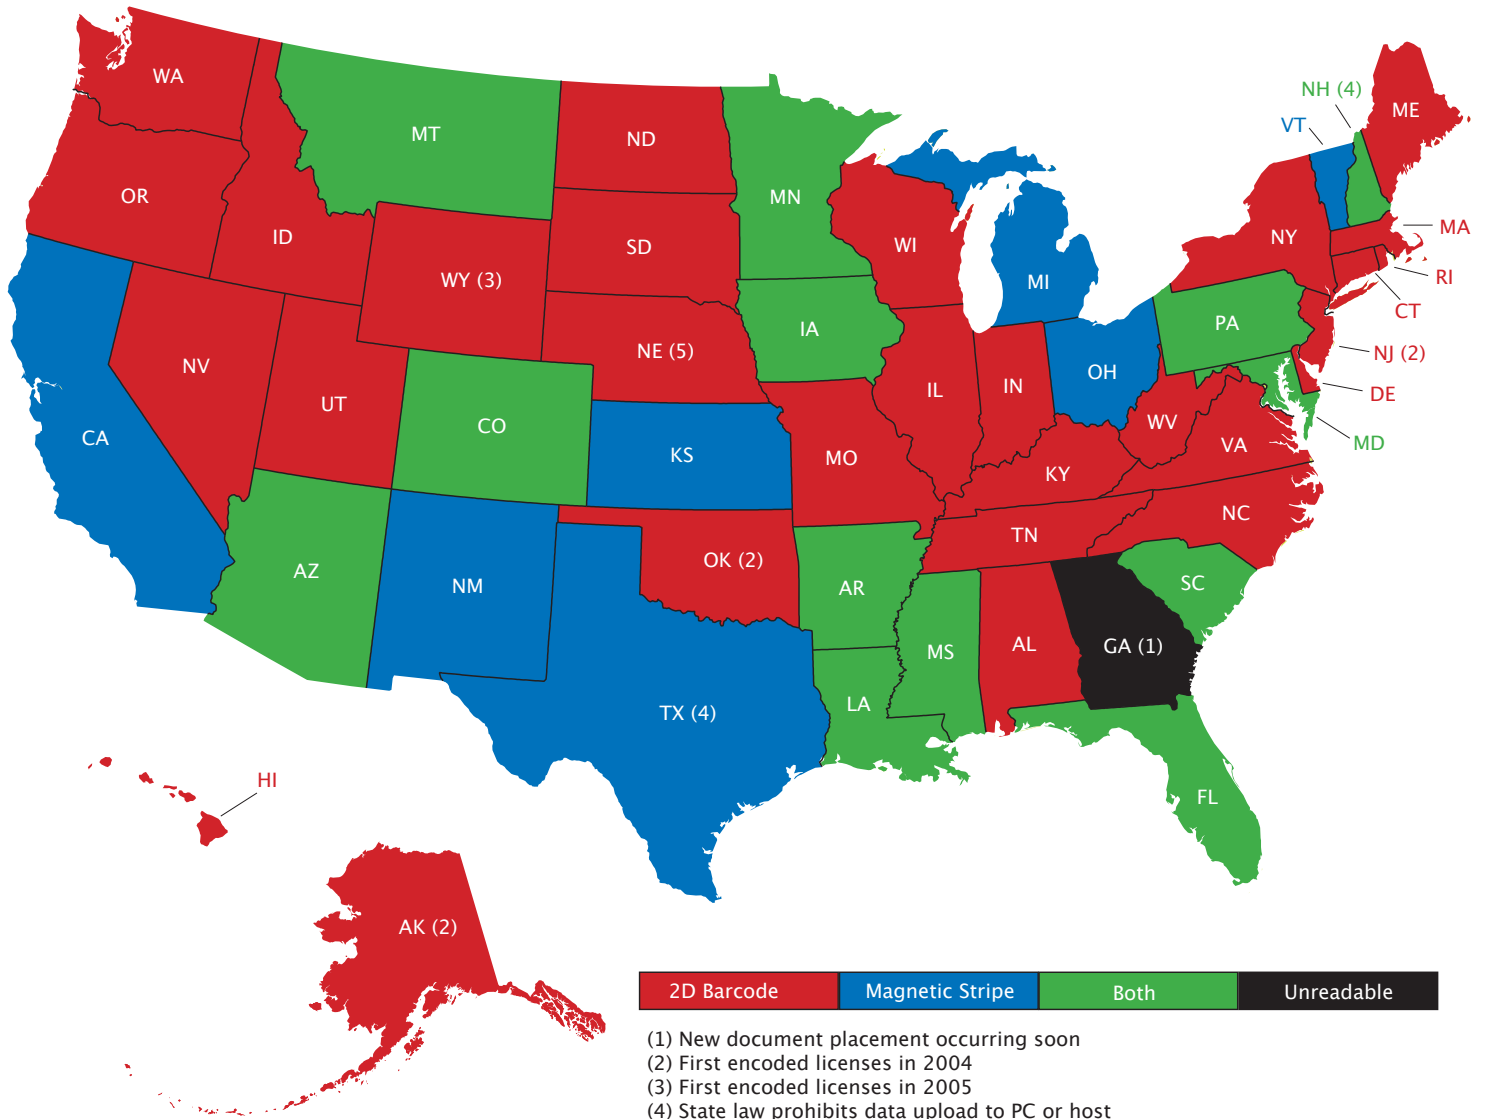 WA
MT
ND
MN
OR
ID
WY (3)
SD
WI
MI
NH (4)
VT
ME
NY
MA
RI
CT
NJ (2)
DE
MD
PA
NV
UT
CO
NE (5)
IA
IL
IN
OH
WV
VA
CA
KS
MO
KY
NC
TN
AZ
NM
OK (2)
AR
SC
MS
AL
GA (1)
TX (4)
LA
FL
HI
AK (2)
2D Barcode
Magnetic Stripe
Both
Unreadable
(1) New document placement occurring soon
(2) First encoded licenses in 2004
(3) First encoded licenses in 2005
(4) State law prohibits data upload to PC or host